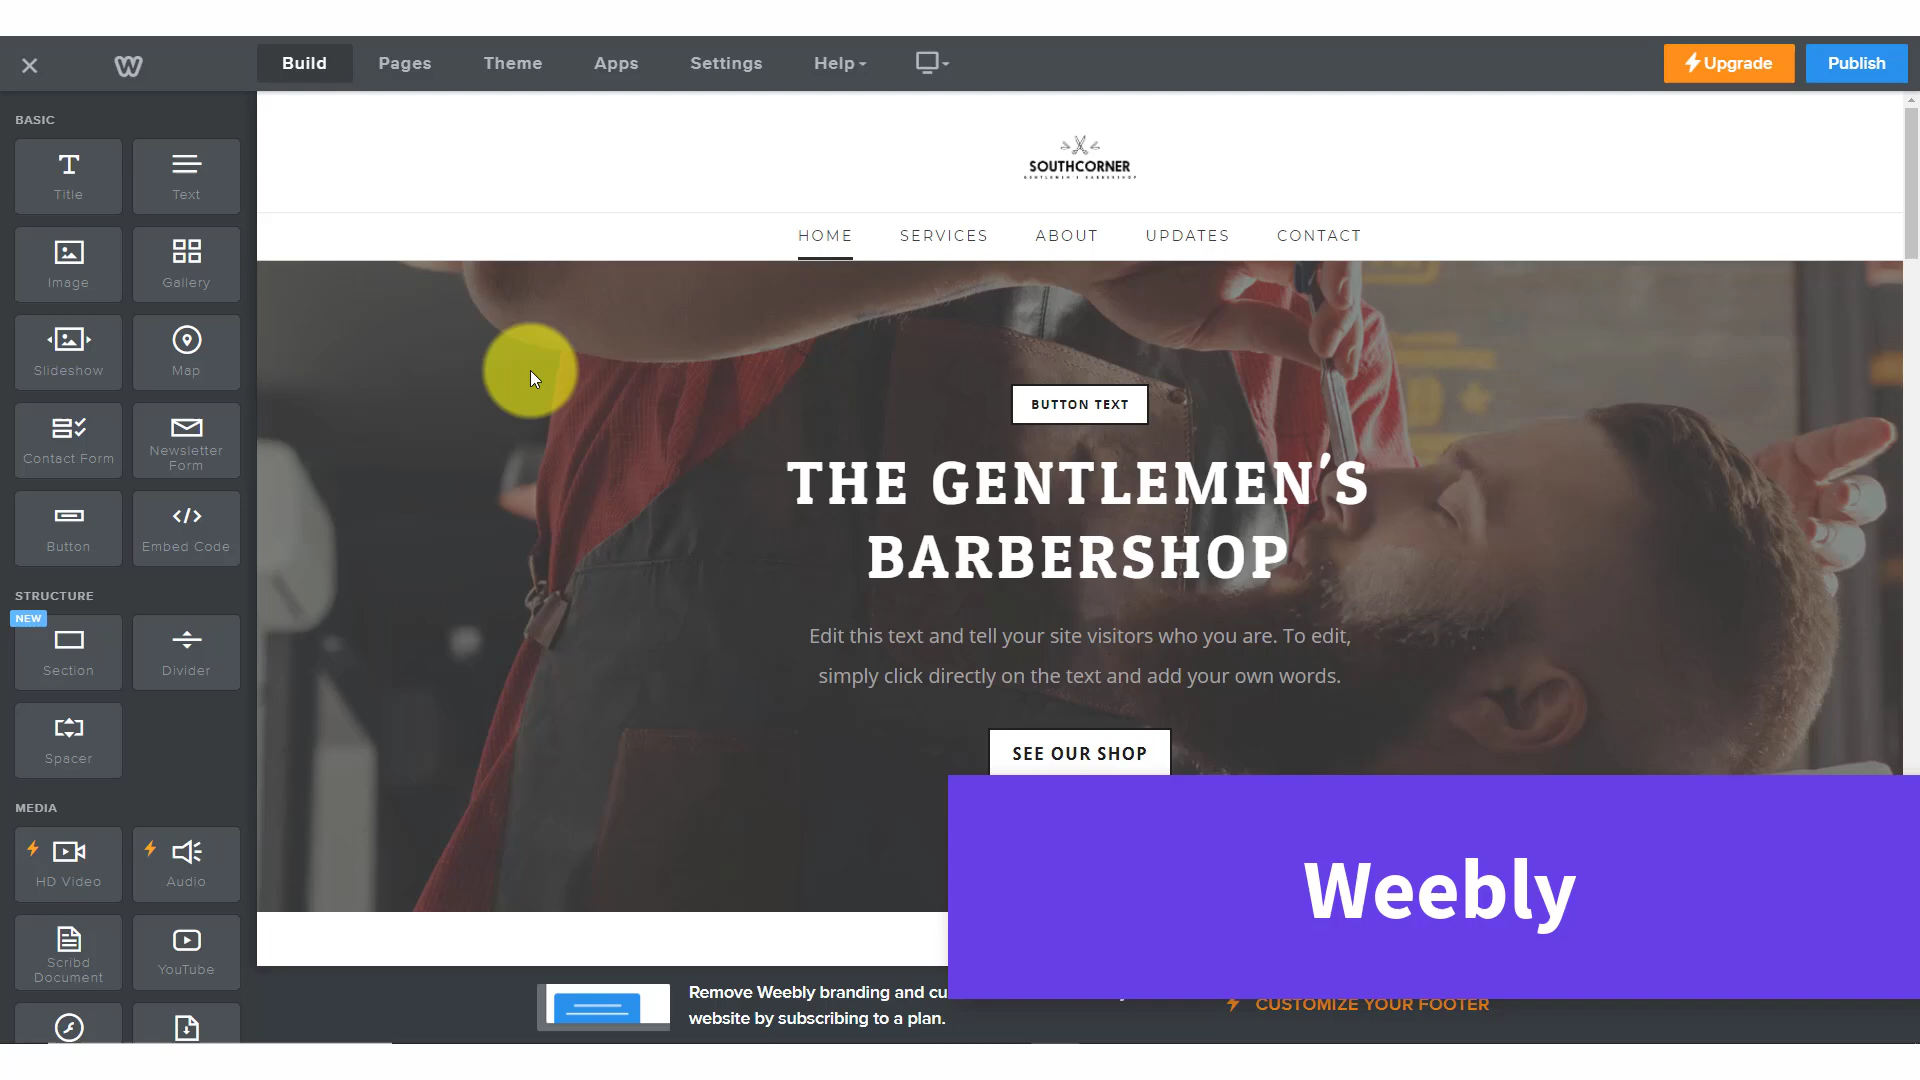 Build
Pages
Theme
Apps
Settings
Help
Upgrade
Publish
BASIC
Title
Text
Image
Gallery
Slideshow
Map
Contact Form
Newsletter
Form
Button
Embed Code
STRUCTURE
NEW
Section
Divider
Spacer
MEDIA
HD Video
Audio
Scribd
Document
YouTube
SOUTHCORNER
GENTLEMEN'S BARBERSHOP
HOME
SERVICES
ABOUT
UPDATES
CONTACT
BUTTON TEXT
THE GENTLEMEN'S
BARBERSHOP
Edit this text and tell your site visitors who you are. To edit,
simply click directly on the text and add your own words.
SEE OUR SHOP
Weebly
Remove Weebly branding and cu
website by subscribing to a plan.
CUSTOMIZE YOUR FOOTER